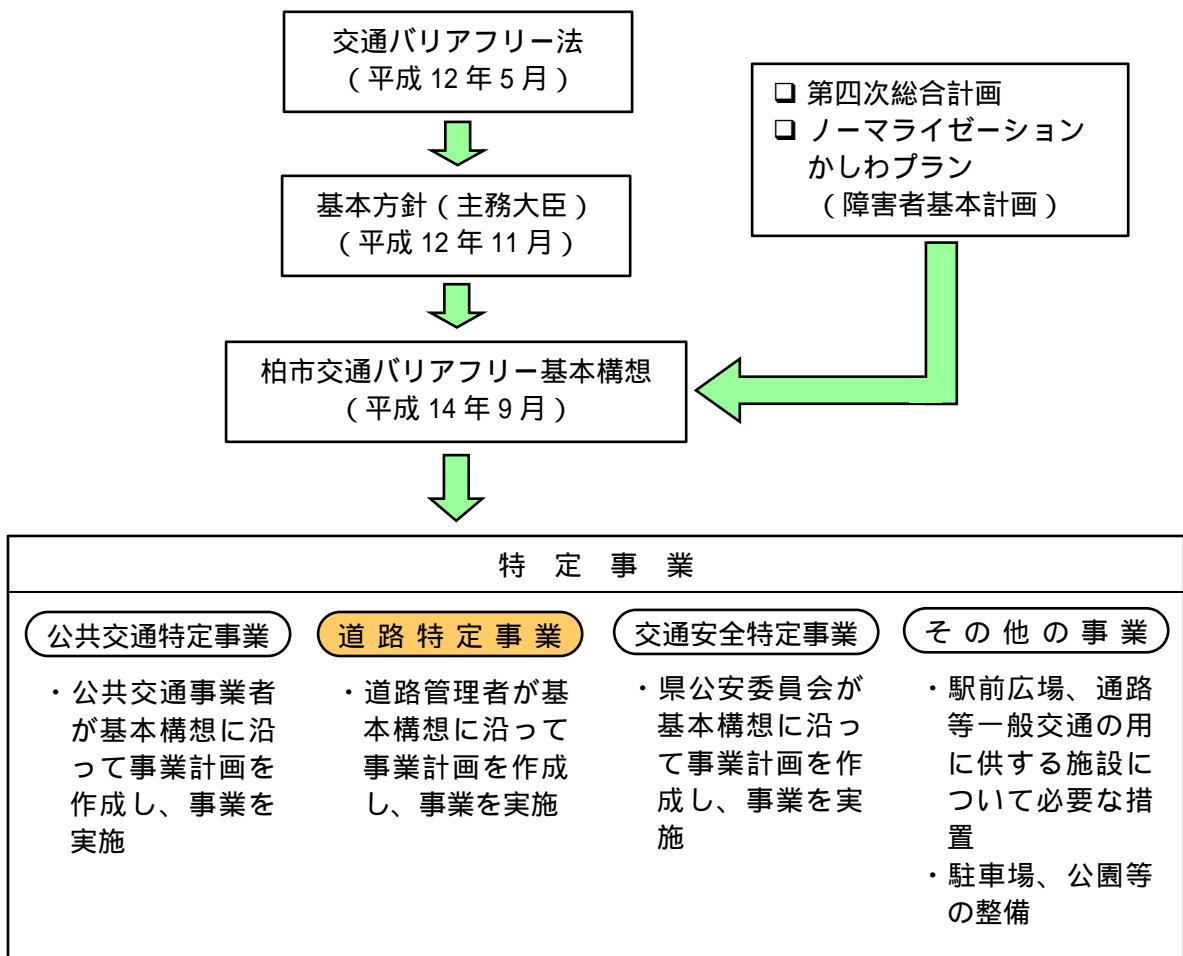 交通バリアフリー法
（平成 12 年 5 月）
❑ 第四次総合計画
❑ ノーマライゼーション
かしわプラン
（障害者基本計画）
基本方針（主務大臣）
（平成 12 年 11 月）
柏市交通バリアフリー基本構想
（平成 14 年 9 月）
特 定 事 業
公共交通特定事業
・公共交通事業者
が基本構想に沿
って事業計画を
作成し、事業を
実施
道 路 特 定 事 業
・道路管理者が基
本構想に沿って
事業計画を作成
し、事業を実施
交通安全特定事業
・県公安委員会が
基本構想に沿っ
て事業計画を作
成し、事業を実
施
そ の 他 の 事 業
・駅前広場、通路
等一般交通の用
に供する施設に
ついて必要な措
置
・駐車場、公園等
の整備